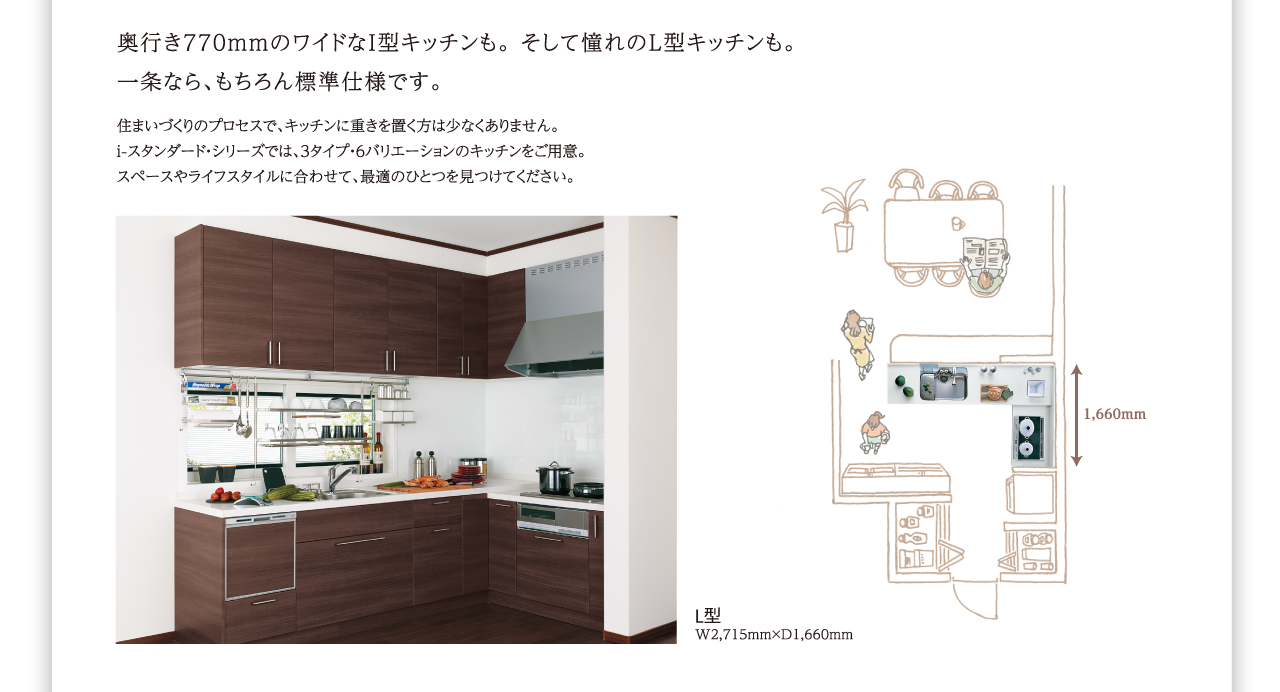 奥行き770mmのワイドなI型キッチンも。そして憧れのL型キッチンも。
一条なら、もちろん標準仕様です。
住まいづくりのプロセスで、キッチンに重きを置く方は少なくありません。
i-スタンダード・シリーズでは、3タイプ・6バリエーションのキッチンをご用意。
スペースやライフスタイルに合わせて、最適のひとつを見つけてください。
1,660mm
L型
W2,715mm×D1,660mm